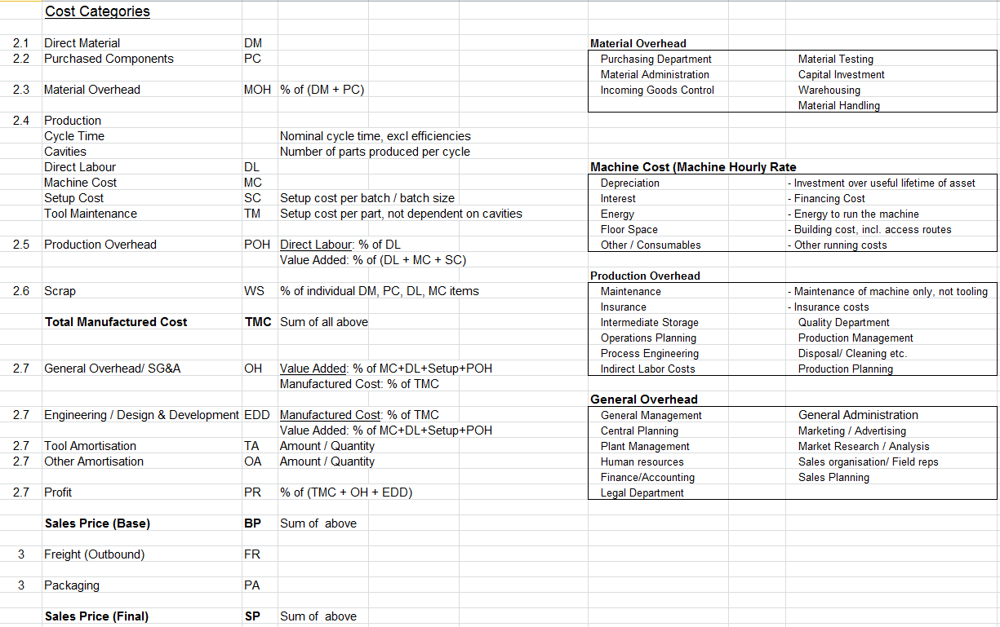 Cost Categories
2.1 Direct Material DM
2.2 Purchased Components PC
2.3 Material Overhead MOH % of (DM + PC)
2.4 Production
Cycle Time Nominal cycle time, excl efficiencies
Cavities Number of parts produced per cycle
Direct Labour DL
Machine Cost MC
Setup Cost SC Setup cost per batch / batch size
Tool Maintenance TM Setup cost per part, not dependent on cavities
2.5 Production Overhead POH Direct Labour: % of DL
Value Added: % of (DL + MC + SC)
2.6 Scrap WS % of individual DM, PC, DL, MC items
Total Manufactured Cost TMC Sum of all above
2.7 General Overhead/ SG&A OH Value Added: % of MC+DL+Setup+POH
Manufactured Cost: % of TMC
2.7 Engineering / Design & Development EDD Manufactured Cost: % of TMC
Value Added: % of MC+DL+Setup+POH
2.7 Tool Amortisation TA Amount / Quantity
2.7 Other Amortisation OA Amount / Quantity
2.7 Profit PR % of (TMC + OH + EDD)
Sales Price (Base) BP Sum of above
3 Freight (Outbound) FR
3 Packaging PA
Sales Price (Final) SP Sum of above
Material Overhead
Purchasing Department Material Testing
Material Administration Capital Investment
Incoming Goods Control Warehousing
Material Handling
Machine Cost (Machine Hourly Rate
Depreciation - Investment over useful lifetime of asset
Interest - Financing Cost
Energy - Energy to run the machine
Floor Space - Building cost, incl. access routes
Other / Consumables - Other running costs
Production Overhead
Maintenance - Maintenance of machine only, not tooling
Insurance - Insurance costs
Intermediate Storage Quality Department
Operations Planning Production Management
Process Engineering Disposal/ Cleaning etc.
Indirect Labor Costs Production Planning
General Overhead
General Management General Administration
Central Planning Marketing / Advertising
Plant Management Market Research / Analysis
Human resources Sales organisation/ Field reps
Finance/Accounting Sales Planning
Legal Department